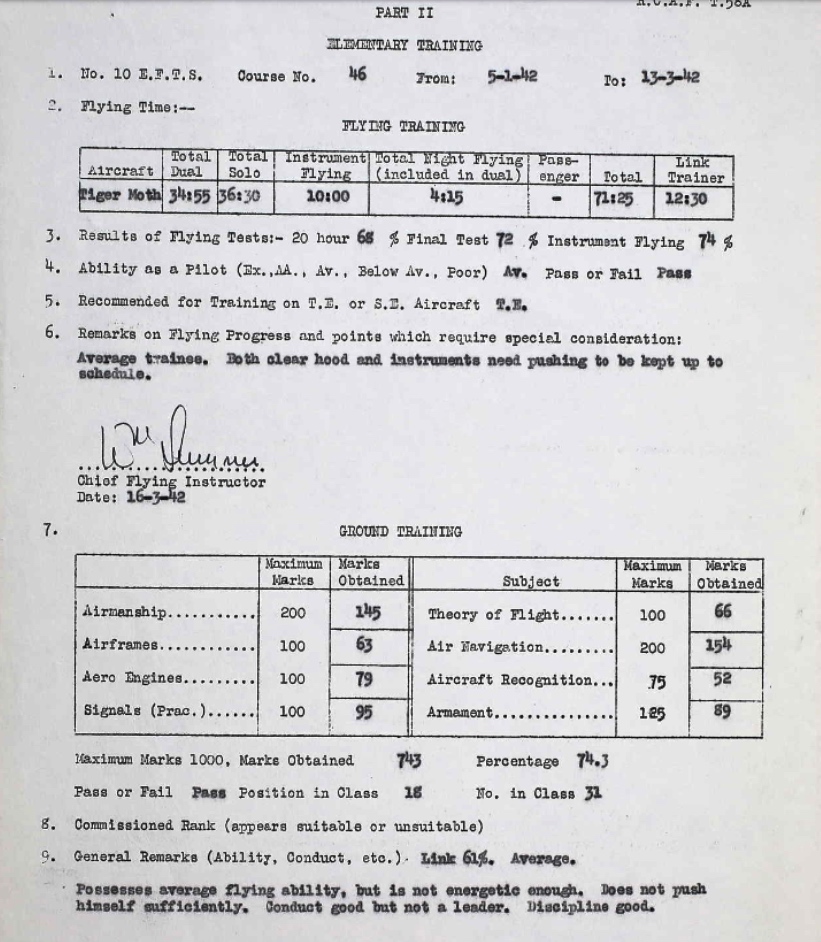 R.C.A.F. T.58A
PART II
ELEMENTARY TRAINING
1. No. 10 E.F.T.S. Course No. 46 From: 5-1-42 To: 13-3-42
2. Flying Time:--
FLYING TRAINING
Aircraft Total Dual Total Solo Instrument Flying Total Night Flying (included in dual) Pass-enger Total Link Trainer
Tiger Moth 34:55 36:30 10:00 4:15 - 71:25 12:30
3. Results of Flying Tests:- 20 hour 68 % Final Test 72 % Instrument Flying 74 %
4. Ability as a Pilot (Ex.,AA., Av., Below Av., Poor) Av. Pass or Fail Pass
5. Recommended for Training on T.E. or S.E. Aircraft T.E.
6. Remarks on Flying Progress and points which require special consideration:
Average trainee. Both clear hood and instruments need pushing to be kept up to
schedule.
Chief Flying Instructor
Date: 16-3-42
7. GROUND TRAINING
Maximum Marks Marks Obtained Subject Maximum Marks Marks Obtained
Airmanship........... 200 145 Theory of Flight....... 100 66
Airframes............ 100 63 Air Navigation......... 200 154
Aero Engines......... 100 79 Aircraft Recognition... 75 52
Signals (Prac.)...... 100 95 Armament............... 125 89
Maximum Marks 1000, Marks Obtained 743 Percentage 74.3
Pass or Fail Pass Position in Class 18 No. in Class 31
8. Commissioned Rank (appears suitable or unsuitable)
9. General Remarks (Ability, Conduct, etc.) Link 61%. Average.
Possesses average flying ability, but is not energetic enough. Does not push
himself sufficiently. Conduct good but not a leader. Discipline good.